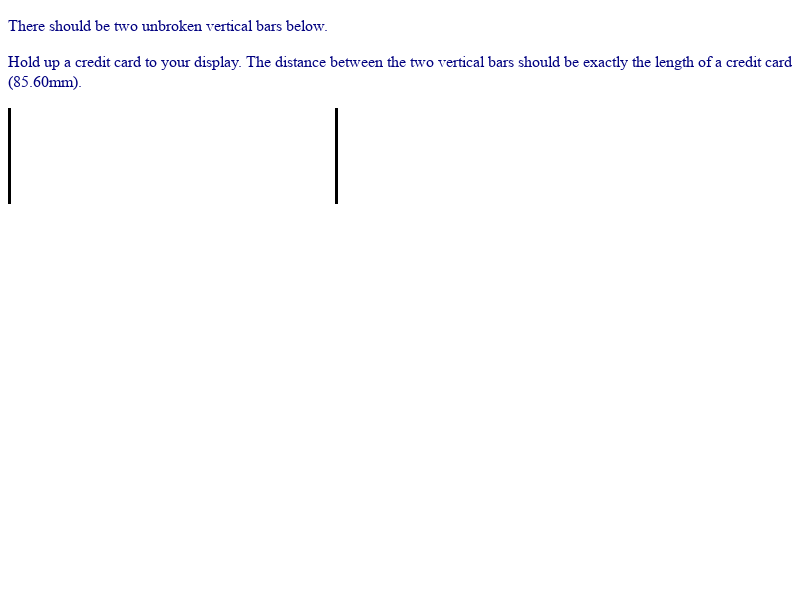 There should be two unbroken vertical bars below.
Hold up a credit card to your display. The distance between the two vertical bars should be exactly the length of a credit card
(85.60mm).